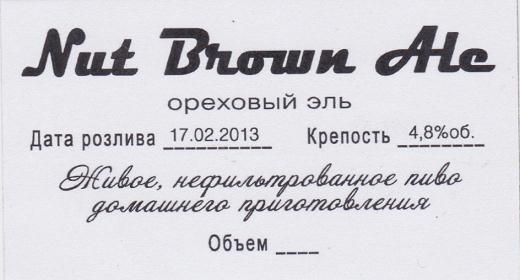 Nut Brown Ale
ореховый эль
Дата розлива 17.02.2013 Крепость 4,8%об.
Живое, нефильтрованное пиво
домашнего приготовления
Объем ____